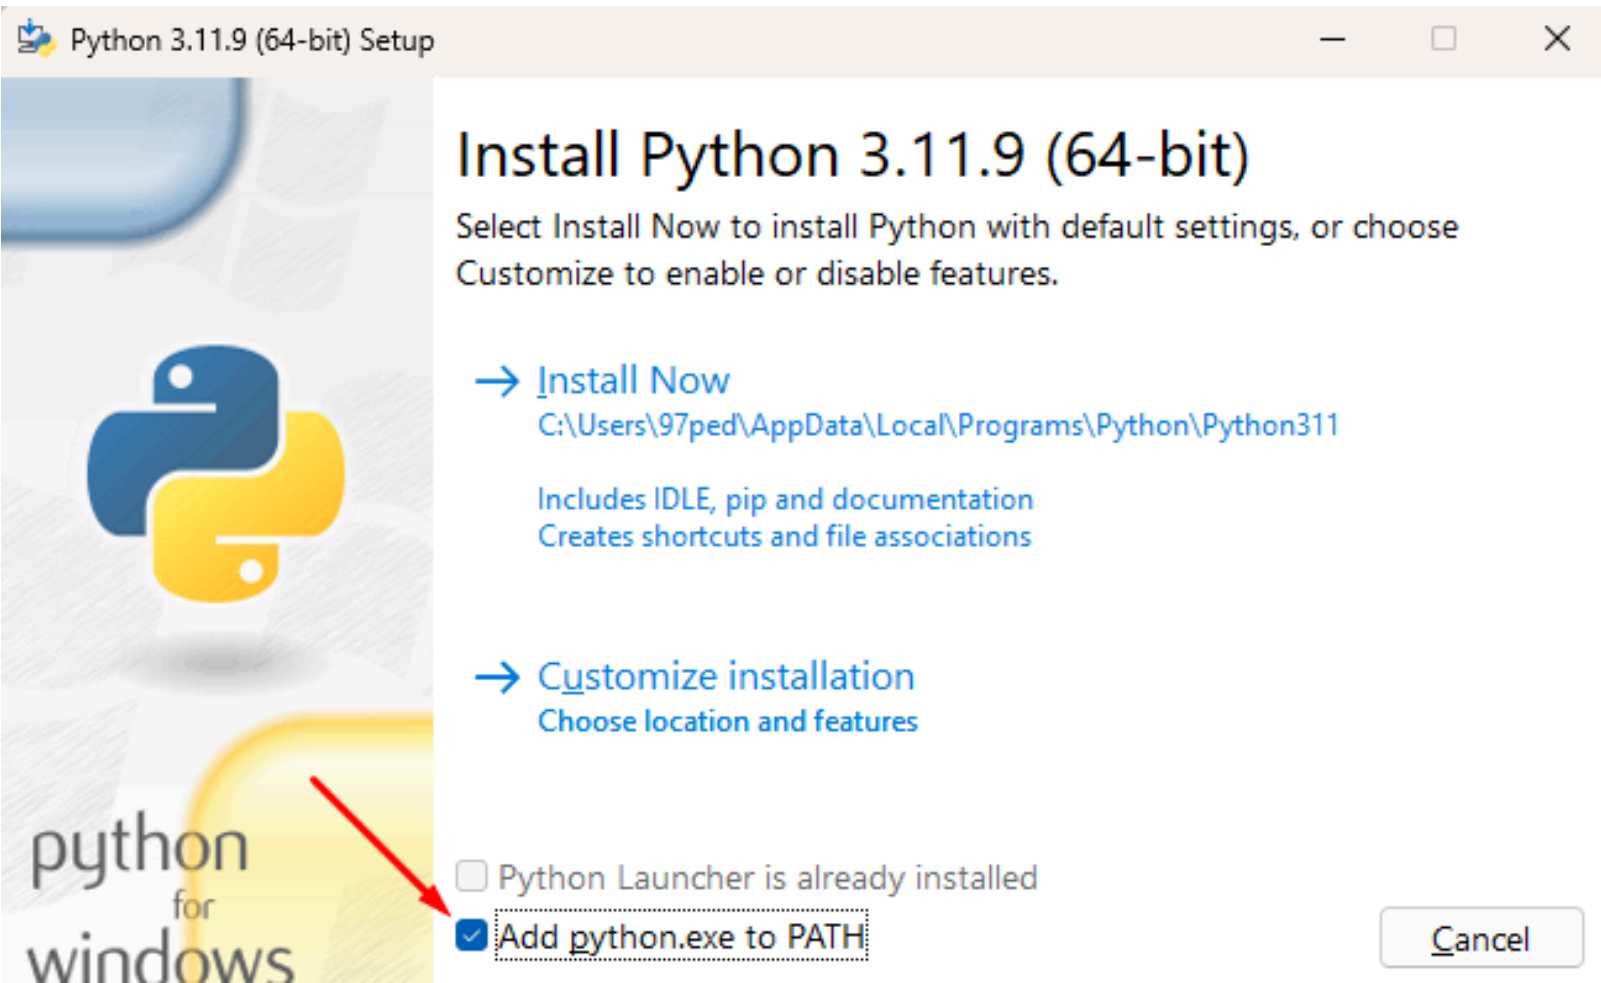 Python 3.11.9 (64-bit) Setup
Install Python 3.11.9 (64-bit)
Select Install Now to install Python with default settings, or choose
Customize to enable or disable features.
Install Now
C:\Users\97ped\AppData\Local\Programs\Python\Python311
Includes IDLE, pip and documentation
Creates shortcuts and file associations
Customize installation
Choose location and features
python
for
windows
Python Launcher is already installed
Add python.exe to PATH
Cancel